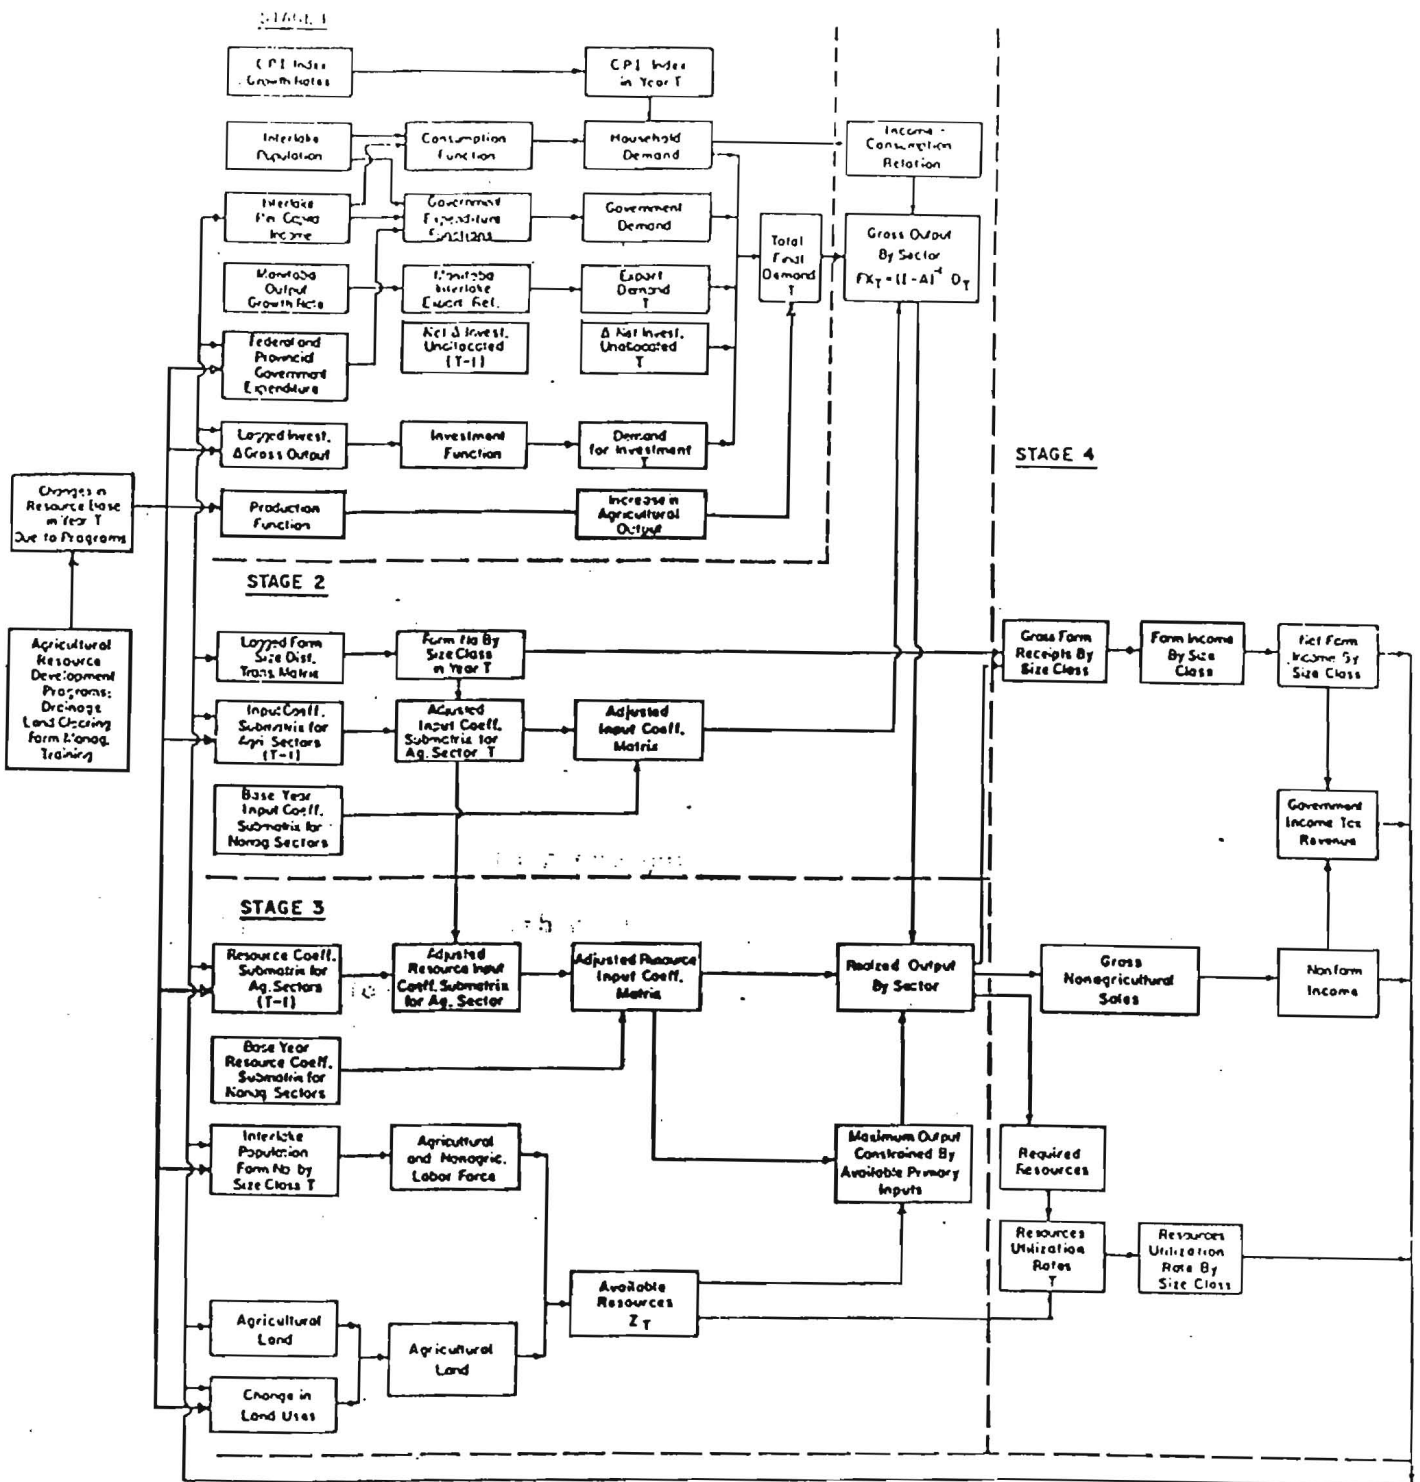 STAGE 1
C P I Index
Growth Rates
C P I Index
in Year T
Interlake
Population
Consumption
Function
Household
Demand
Income -
Consumption
Relation
Interlake
Per Capita
Income
Government
Expenditure
Functions
Government
Demand
Total
Final
Demand
T
Gross Output
By Sector
FX_T = (I - A)^-1 D_T
Manitoba
Output
Growth Rate
Manitoba
Interlake
Export Rel.
Export
Demand
T
Federal and
Provincial
Government
Expenditure
Net Δ Invest.
Unallocated
(T-1)
Δ Net Invest.
Unallocated
T
Lagged Invest.
Δ Gross Output
Investment
Function
Demand
for Investment
T
Changes in
Resource Base
in Year T
Due to Programs
Production
Function
Increase in
Agricultural
Output
STAGE 4
STAGE 2
Agricultural
Resource
Development
Programs:
Drainage
Land Clearing
Farm Manag.
Training
Lagged Farm
Size Dist.
Trans. Matrix
Farm No By
Size Class
in Year T
Gross Farm
Receipts By
Size Class
Farm Income
By Size
Class
Net Farm
Income By
Size Class
Input Coeff.
Submatrix for
Agri. Sectors
(T-1)
Adjusted
Input Coeff.
Submatrix for
Ag. Sector T
Adjusted
Input Coeff.
Matrix
Base Year
Input Coeff.
Submatrix for
Nonag Sectors
Government
Income Tax
Revenue
STAGE 3
Resource Coeff.
Submatrix for
Ag. Sectors
(T-1)
Adjusted
Resource Input
Coeff. Submatrix
for Ag. Sector
Adjusted Resource
Input Coeff.
Matrix
Realized Output
By Sector
Gross
Nonagricultural
Sales
Nonfarm
Income
Base Year
Resource Coeff.
Submatrix for
Nonag Sectors
Interlake
Population
Farm No by
Size Class T
Agricultural
and Nonagric.
Labor Force
Maximum Output
Constrained By
Available Primary
Inputs
Required
Resources
Resources
Utilization
Rates
T
Resources
Utilization
Rate By
Size Class
Available
Resources
Z_T
Agricultural
Land
Agricultural
Land
Change in
Land Uses